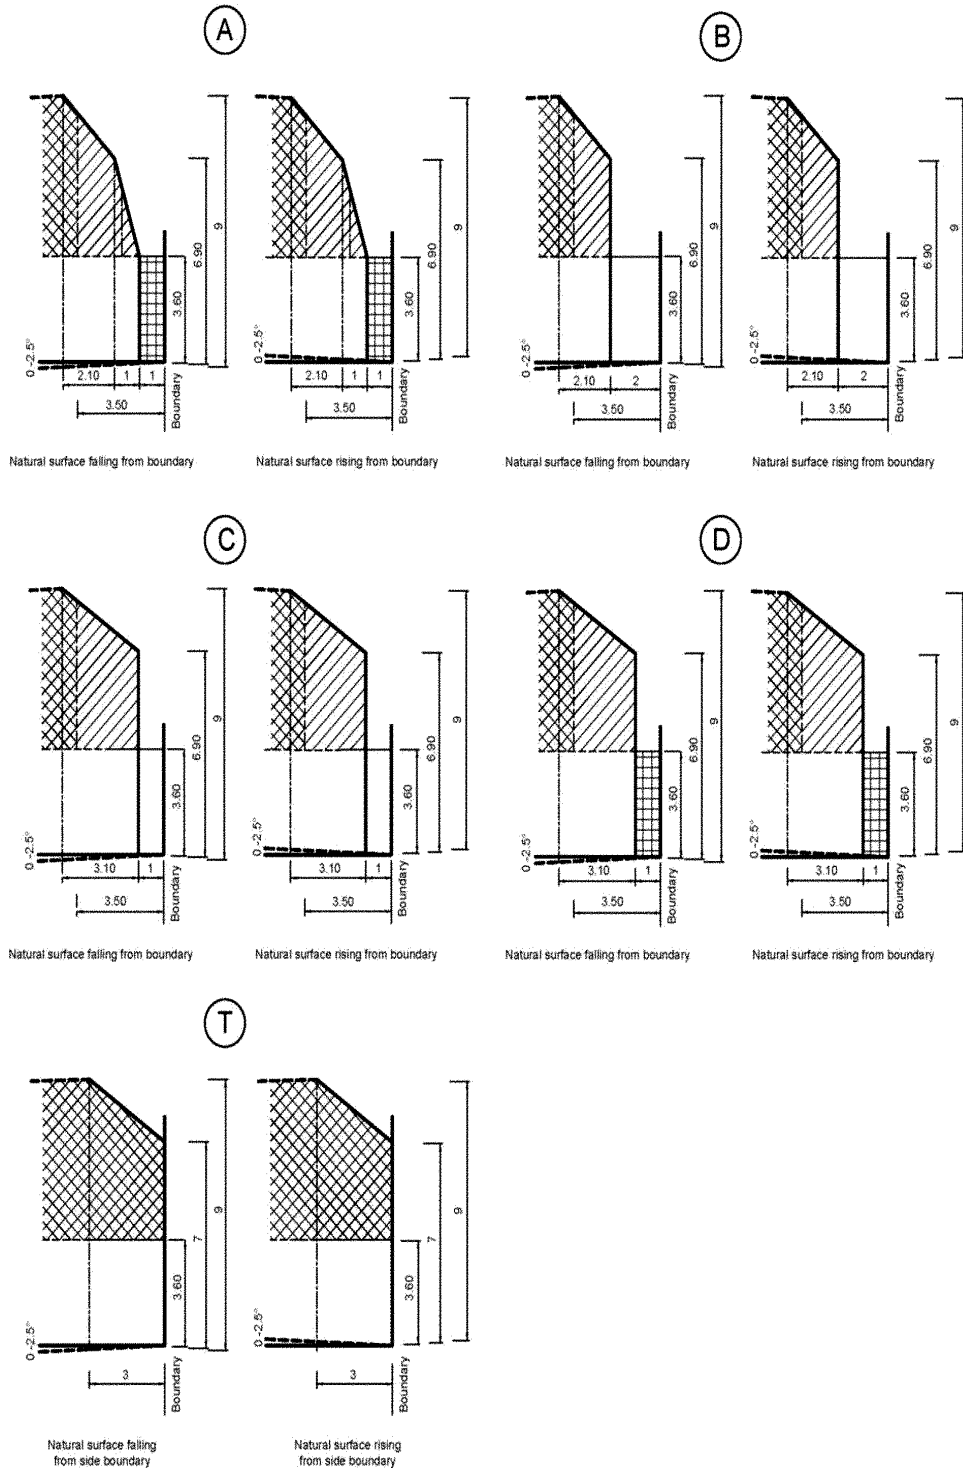 A
B
9
6.90
3.60
0 -2.5°
2.10
1
1
3.50
Boundary
Natural surface falling from boundary
9
6.90
3.60
0 -2.5°
2.10
1
1
3.50
Boundary
Natural surface rising from boundary
9
6.90
3.60
0 -2.5°
2.10
2
3.50
Boundary
Natural surface falling from boundary
9
6.90
3.60
0 -2.5°
2.10
2
3.50
Boundary
Natural surface rising from boundary
C
D
9
6.90
3.60
0 -2.5°
3.10
1
3.50
Boundary
Natural surface falling from boundary
9
6.90
3.60
0 -2.5°
3.10
1
3.50
Boundary
Natural surface rising from boundary
9
6.90
3.60
0 -2.5°
3.10
1
3.50
Boundary
Natural surface falling from boundary
9
6.90
3.60
0 -2.5°
3.10
1
3.50
Boundary
Natural surface rising from boundary
T
9
7
3.60
0 -2.5°
3
Boundary
Natural surface falling
from side boundary
9
7
3.60
0 -2.5°
3
Boundary
Natural surface rising
from side boundary